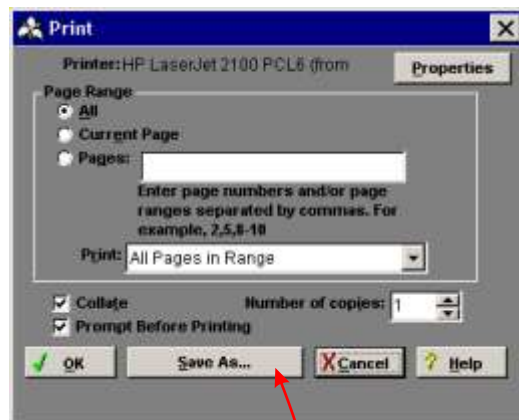 Print
Printer: HP LaserJet 2100 PCL6 (from
Properties
Page Range
All
Current Page
Pages:
Enter page numbers and/or page
ranges separated by commas. For
example, 2,5,8-10
Print: All Pages in Range
Collate
Number of copies: 1
Prompt Before Printing
OK
Save As...
Cancel
Help